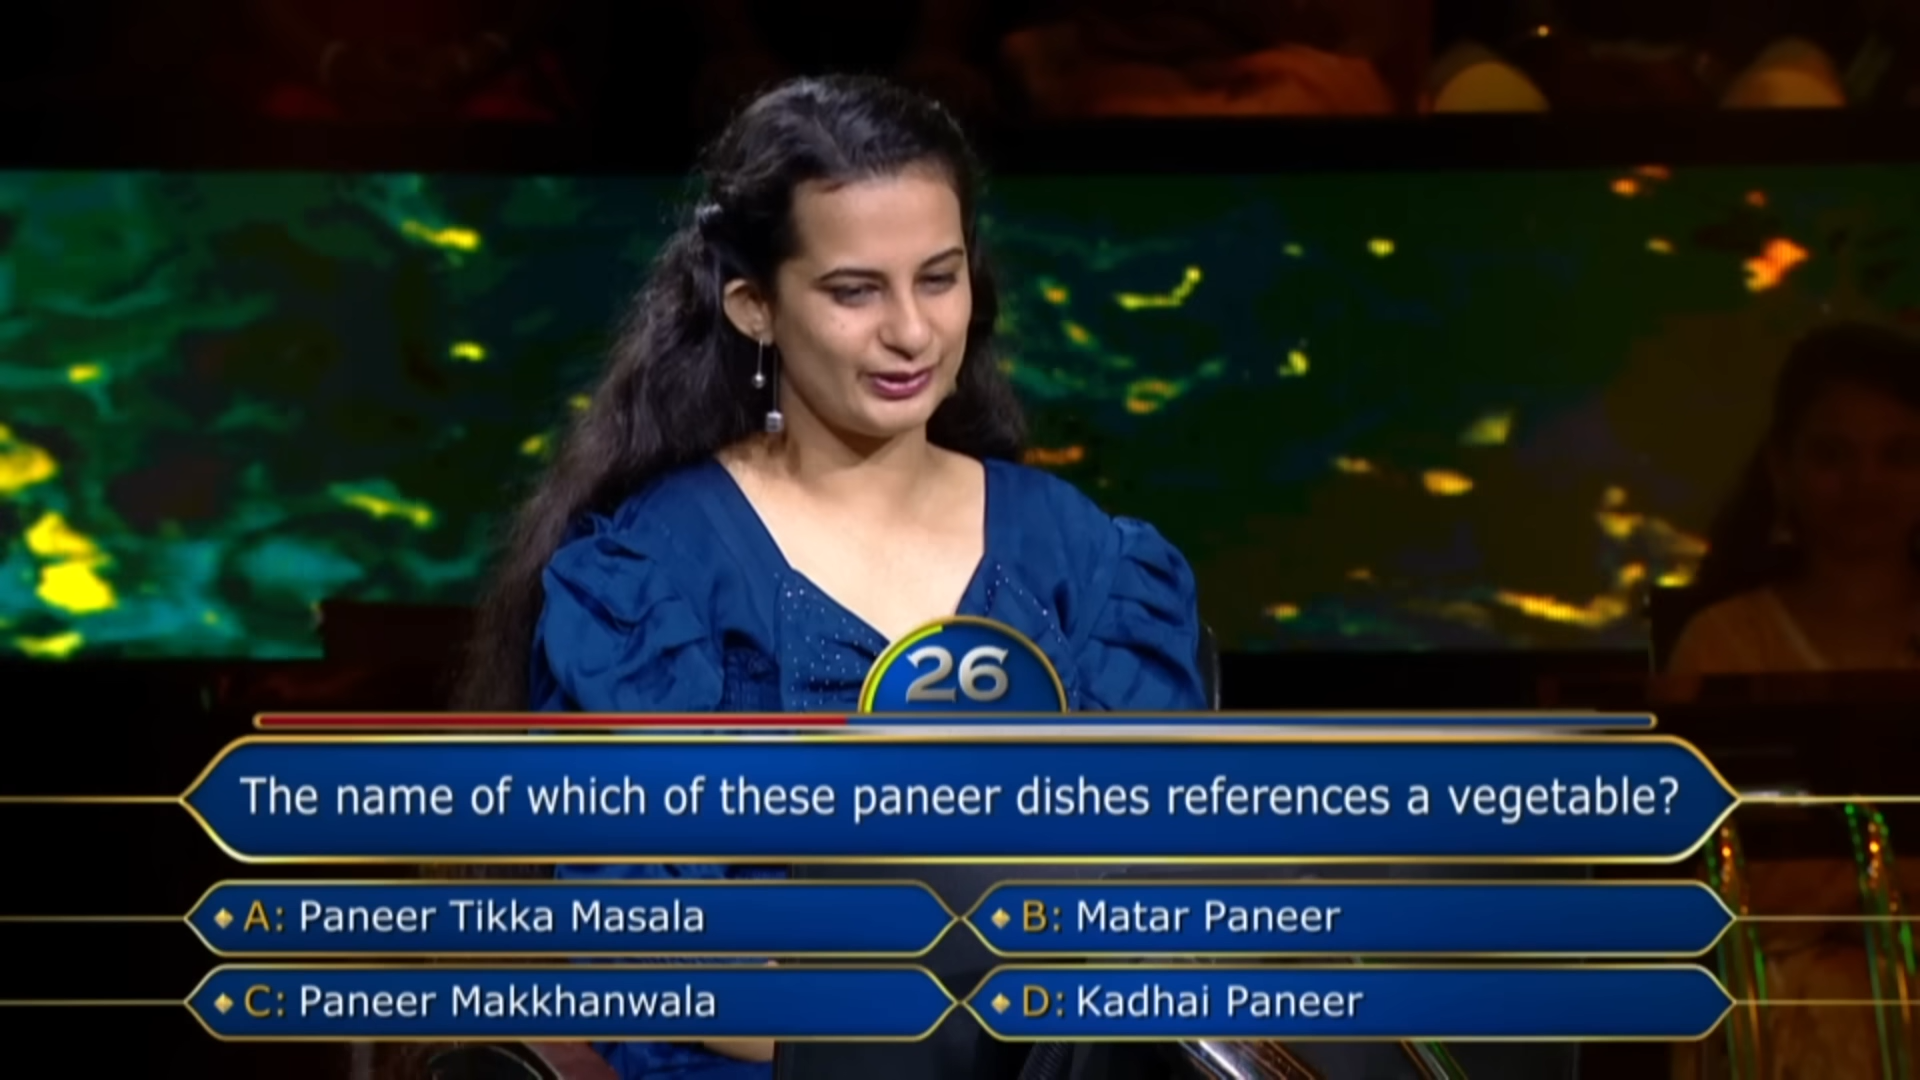 26
The name of which of these paneer dishes references a vegetable?
A: Paneer Tikka Masala
B: Matar Paneer
C: Paneer Makkhanwala
D: Kadhai Paneer